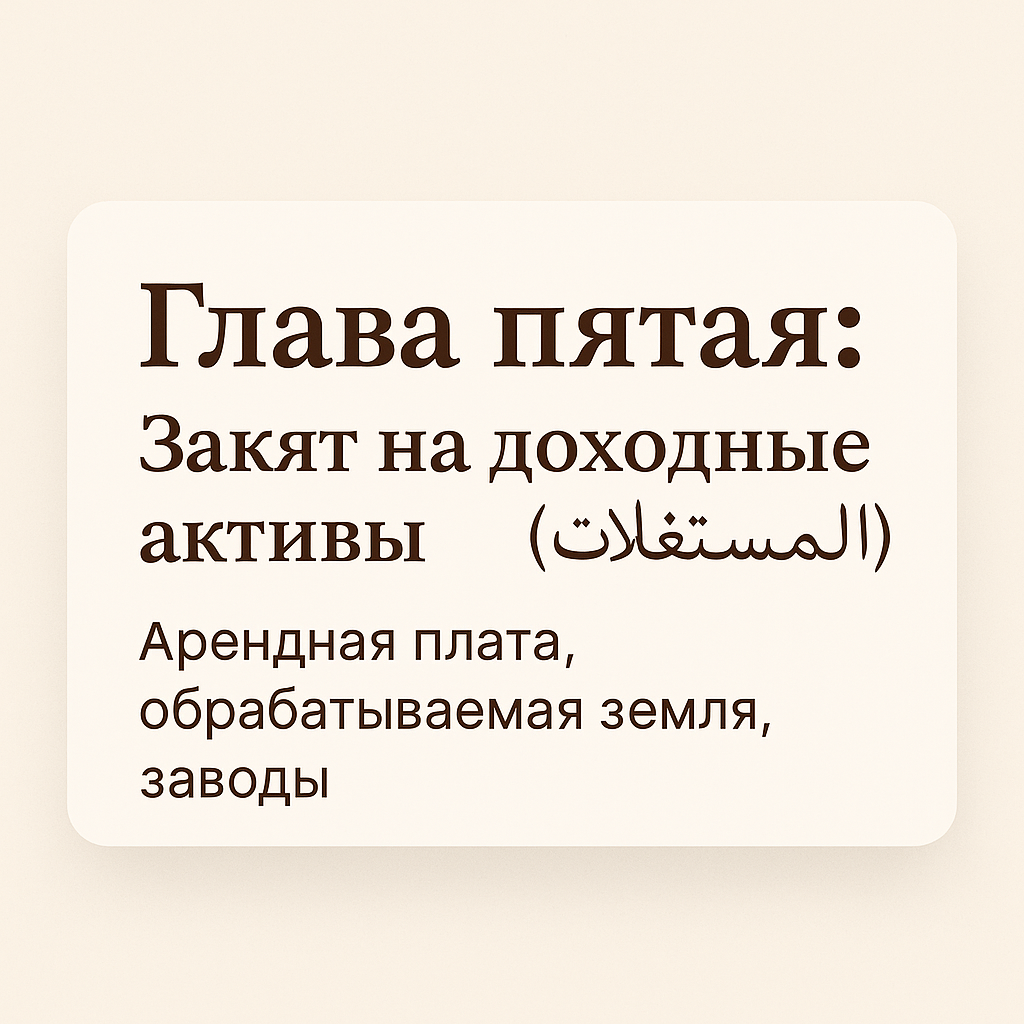 Глава пятая:
Закят на доходные
активы (المستغلات)
Арендная плата,
обрабатываемая земля,
заводы